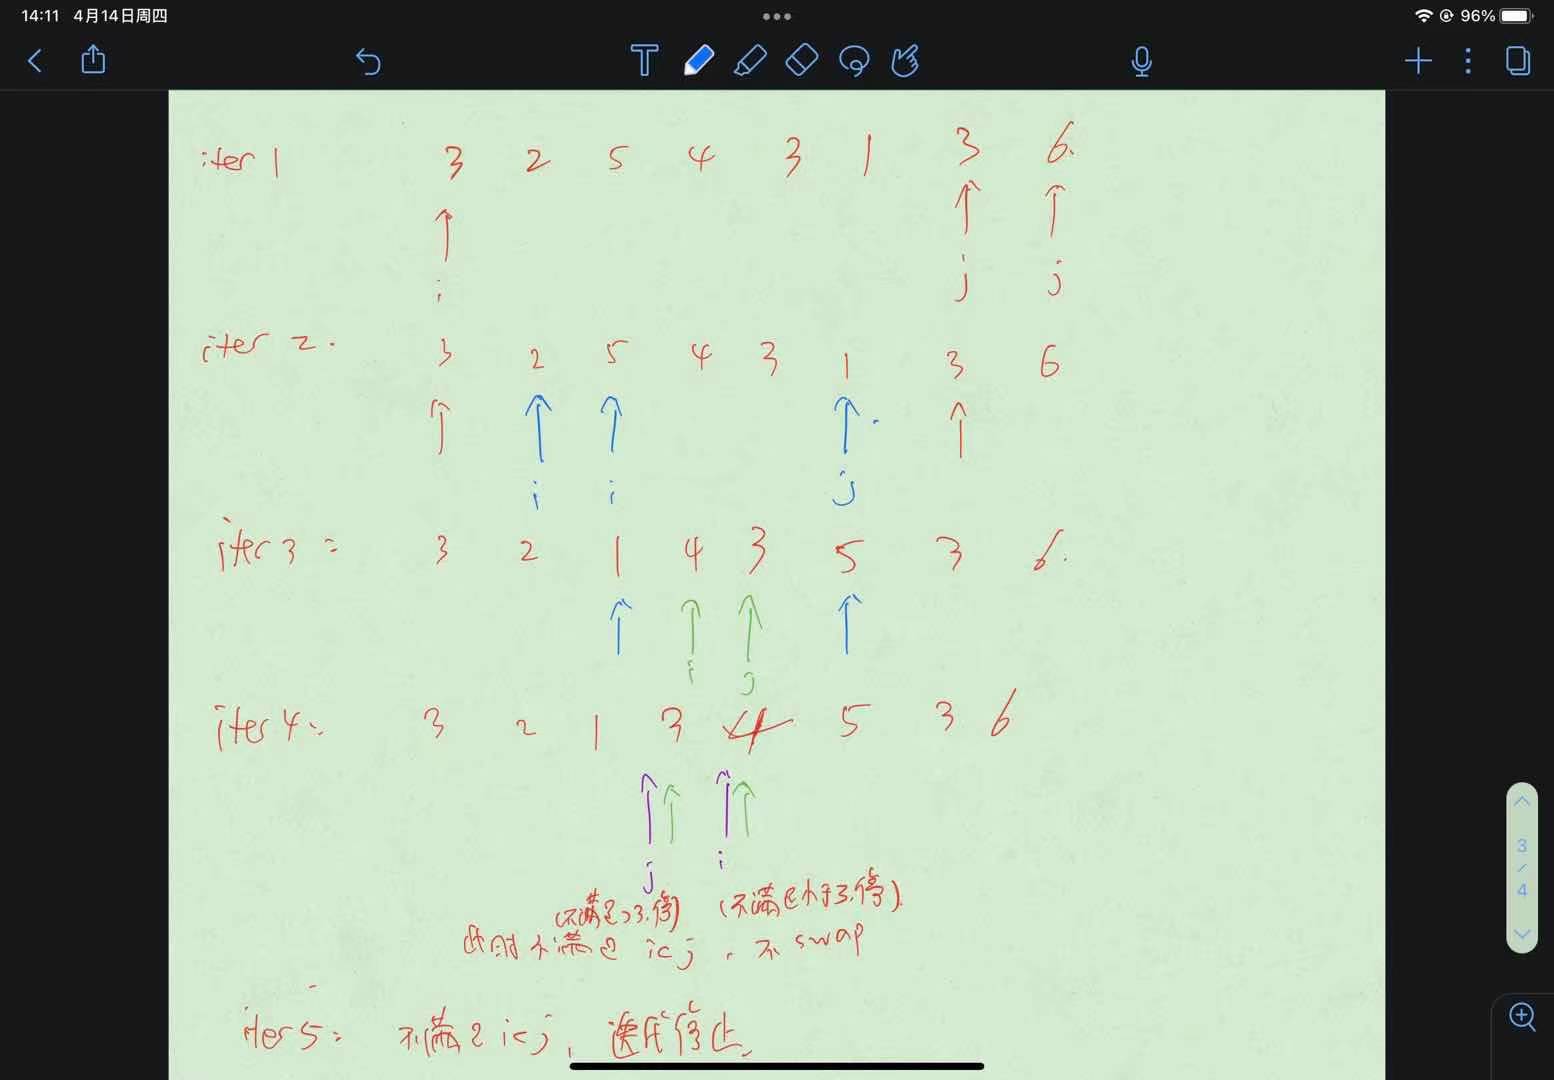 14:11 4月14日周四
96%
iter 1 3 2 5 4 3 1 3 6.
i j j
iter 2. 3 2 5 4 3 1 3 6
i i j
iter 3: 3 2 1 4 3 5 3 6.
i j
iter 4: 3 2 1 3 4 5 3 6
j i
(不满足>3,停) (不满足小于3,停).
此时不满足 i<j, 不 swap
iter 5: 不满足 i<j, 迭代停止.
3
/
4